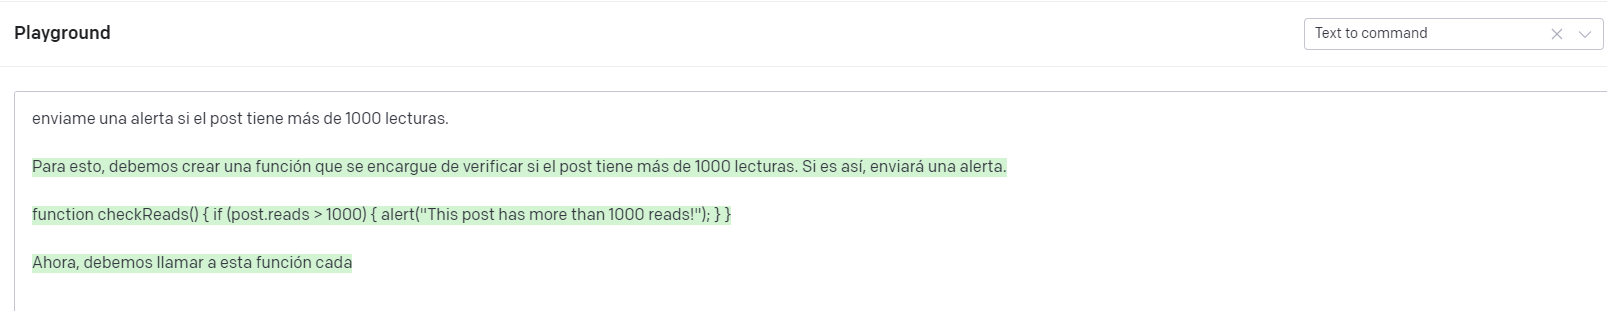 Playground
Text to command
enviame una alerta si el post tiene más de 1000 lecturas.
Para esto, debemos crear una función que se encargue de verificar si el post tiene más de 1000 lecturas. Si es así, enviará una alerta.
function checkReads() { if (post.reads > 1000) { alert("This post has more than 1000 reads!"); } }
Ahora, debemos llamar a esta función cada